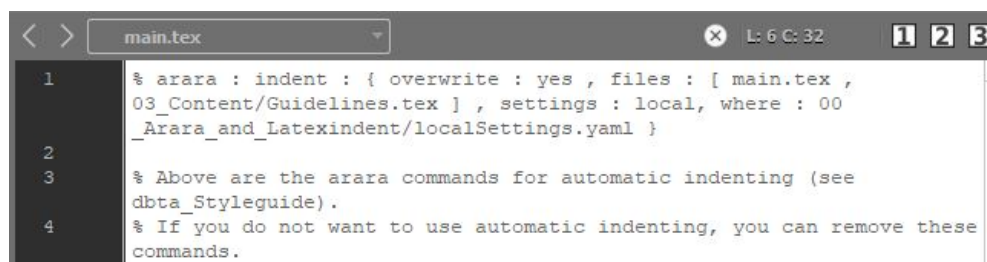 main.tex
L: 6 C: 32
1 2 3
1 % arara : indent : { overwrite : yes , files : [ main.tex ,
03_Content/Guidelines.tex ] , settings : local, where : 00
_Arara_and_Latexindent/localSettings.yaml }
2
3 % Above are the arara commands for automatic indenting (see
dbta_Styleguide).
4 % If you do not want to use automatic indenting, you can remove these
commands.